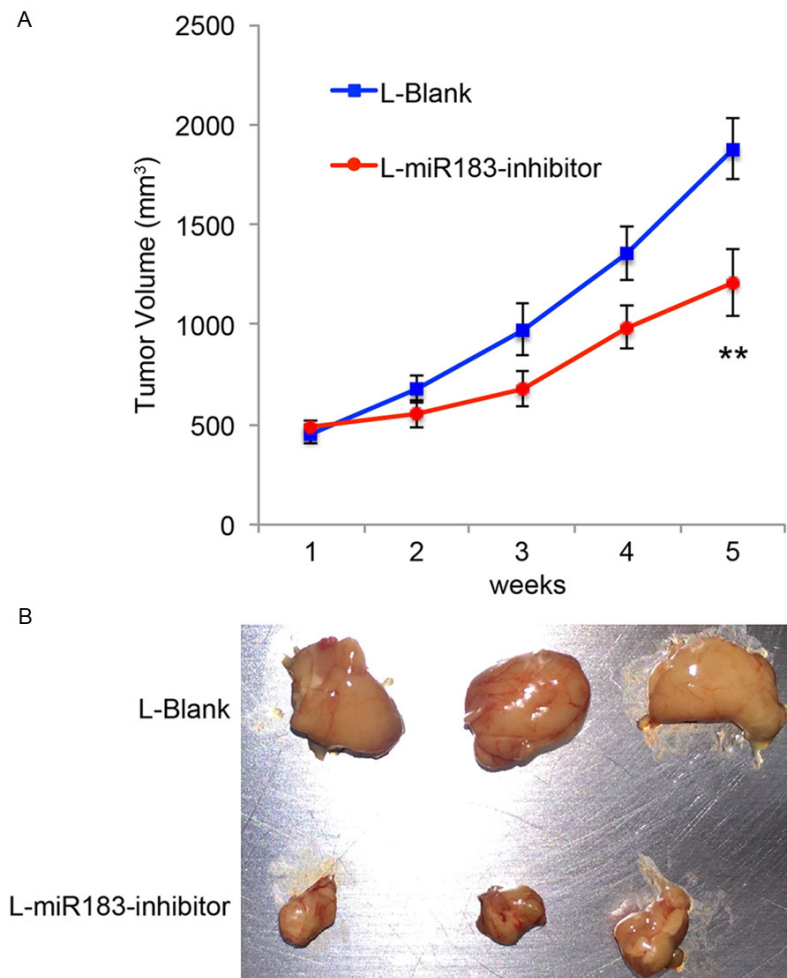 A
2500
2000
1500
1000
500
0
Tumor Volume (mm³)
L-Blank
L-miR183-inhibitor
**
1 2 3 4 5
weeks
B
L-Blank
L-miR183-inhibitor